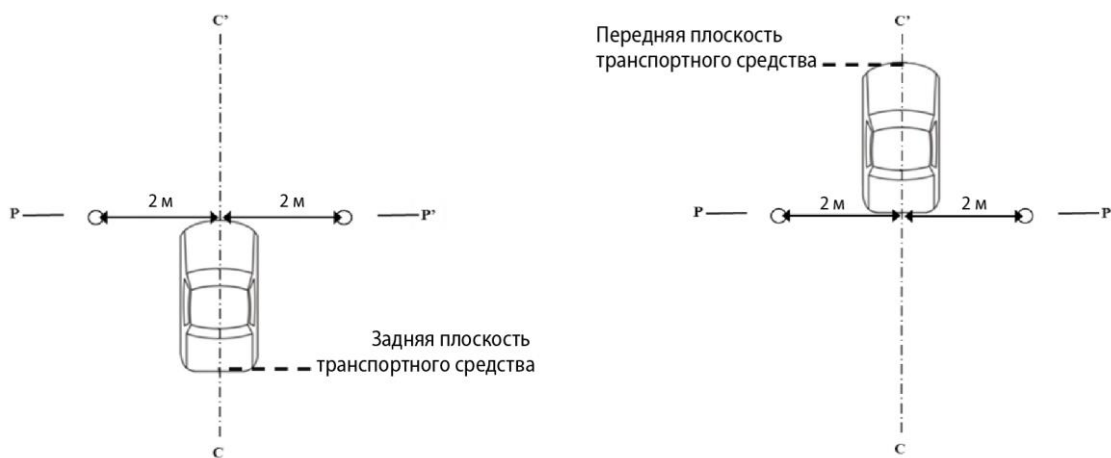 C’
2 м
2 м
P
P’
Задняя плоскость
транспортного средства
C
Передняя плоскость
транспортного средства
C’
2 м
2 м
P
P
C